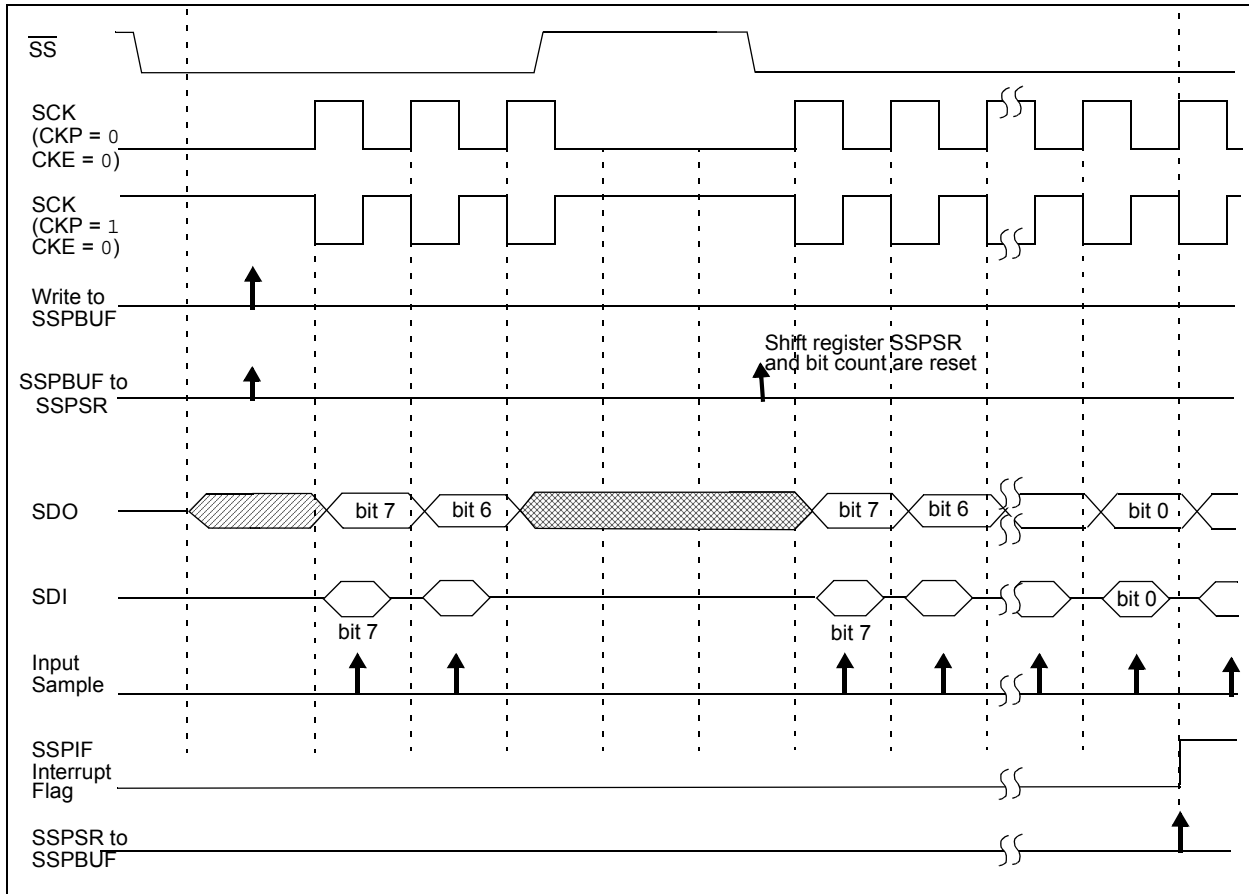 SS
SCK
(CKP = 0
CKE = 0)
SCK
(CKP = 1
CKE = 0)
Write to
SSPBUF
Shift register SSPSR
and bit count are reset
SSPBUF to
SSPSR
SDO
bit 7
bit 6
bit 7
bit 6
bit 0
SDI
bit 0
bit 7
bit 7
Input
Sample
SSPIF
Interrupt
Flag
SSPSR to
SSPBUF